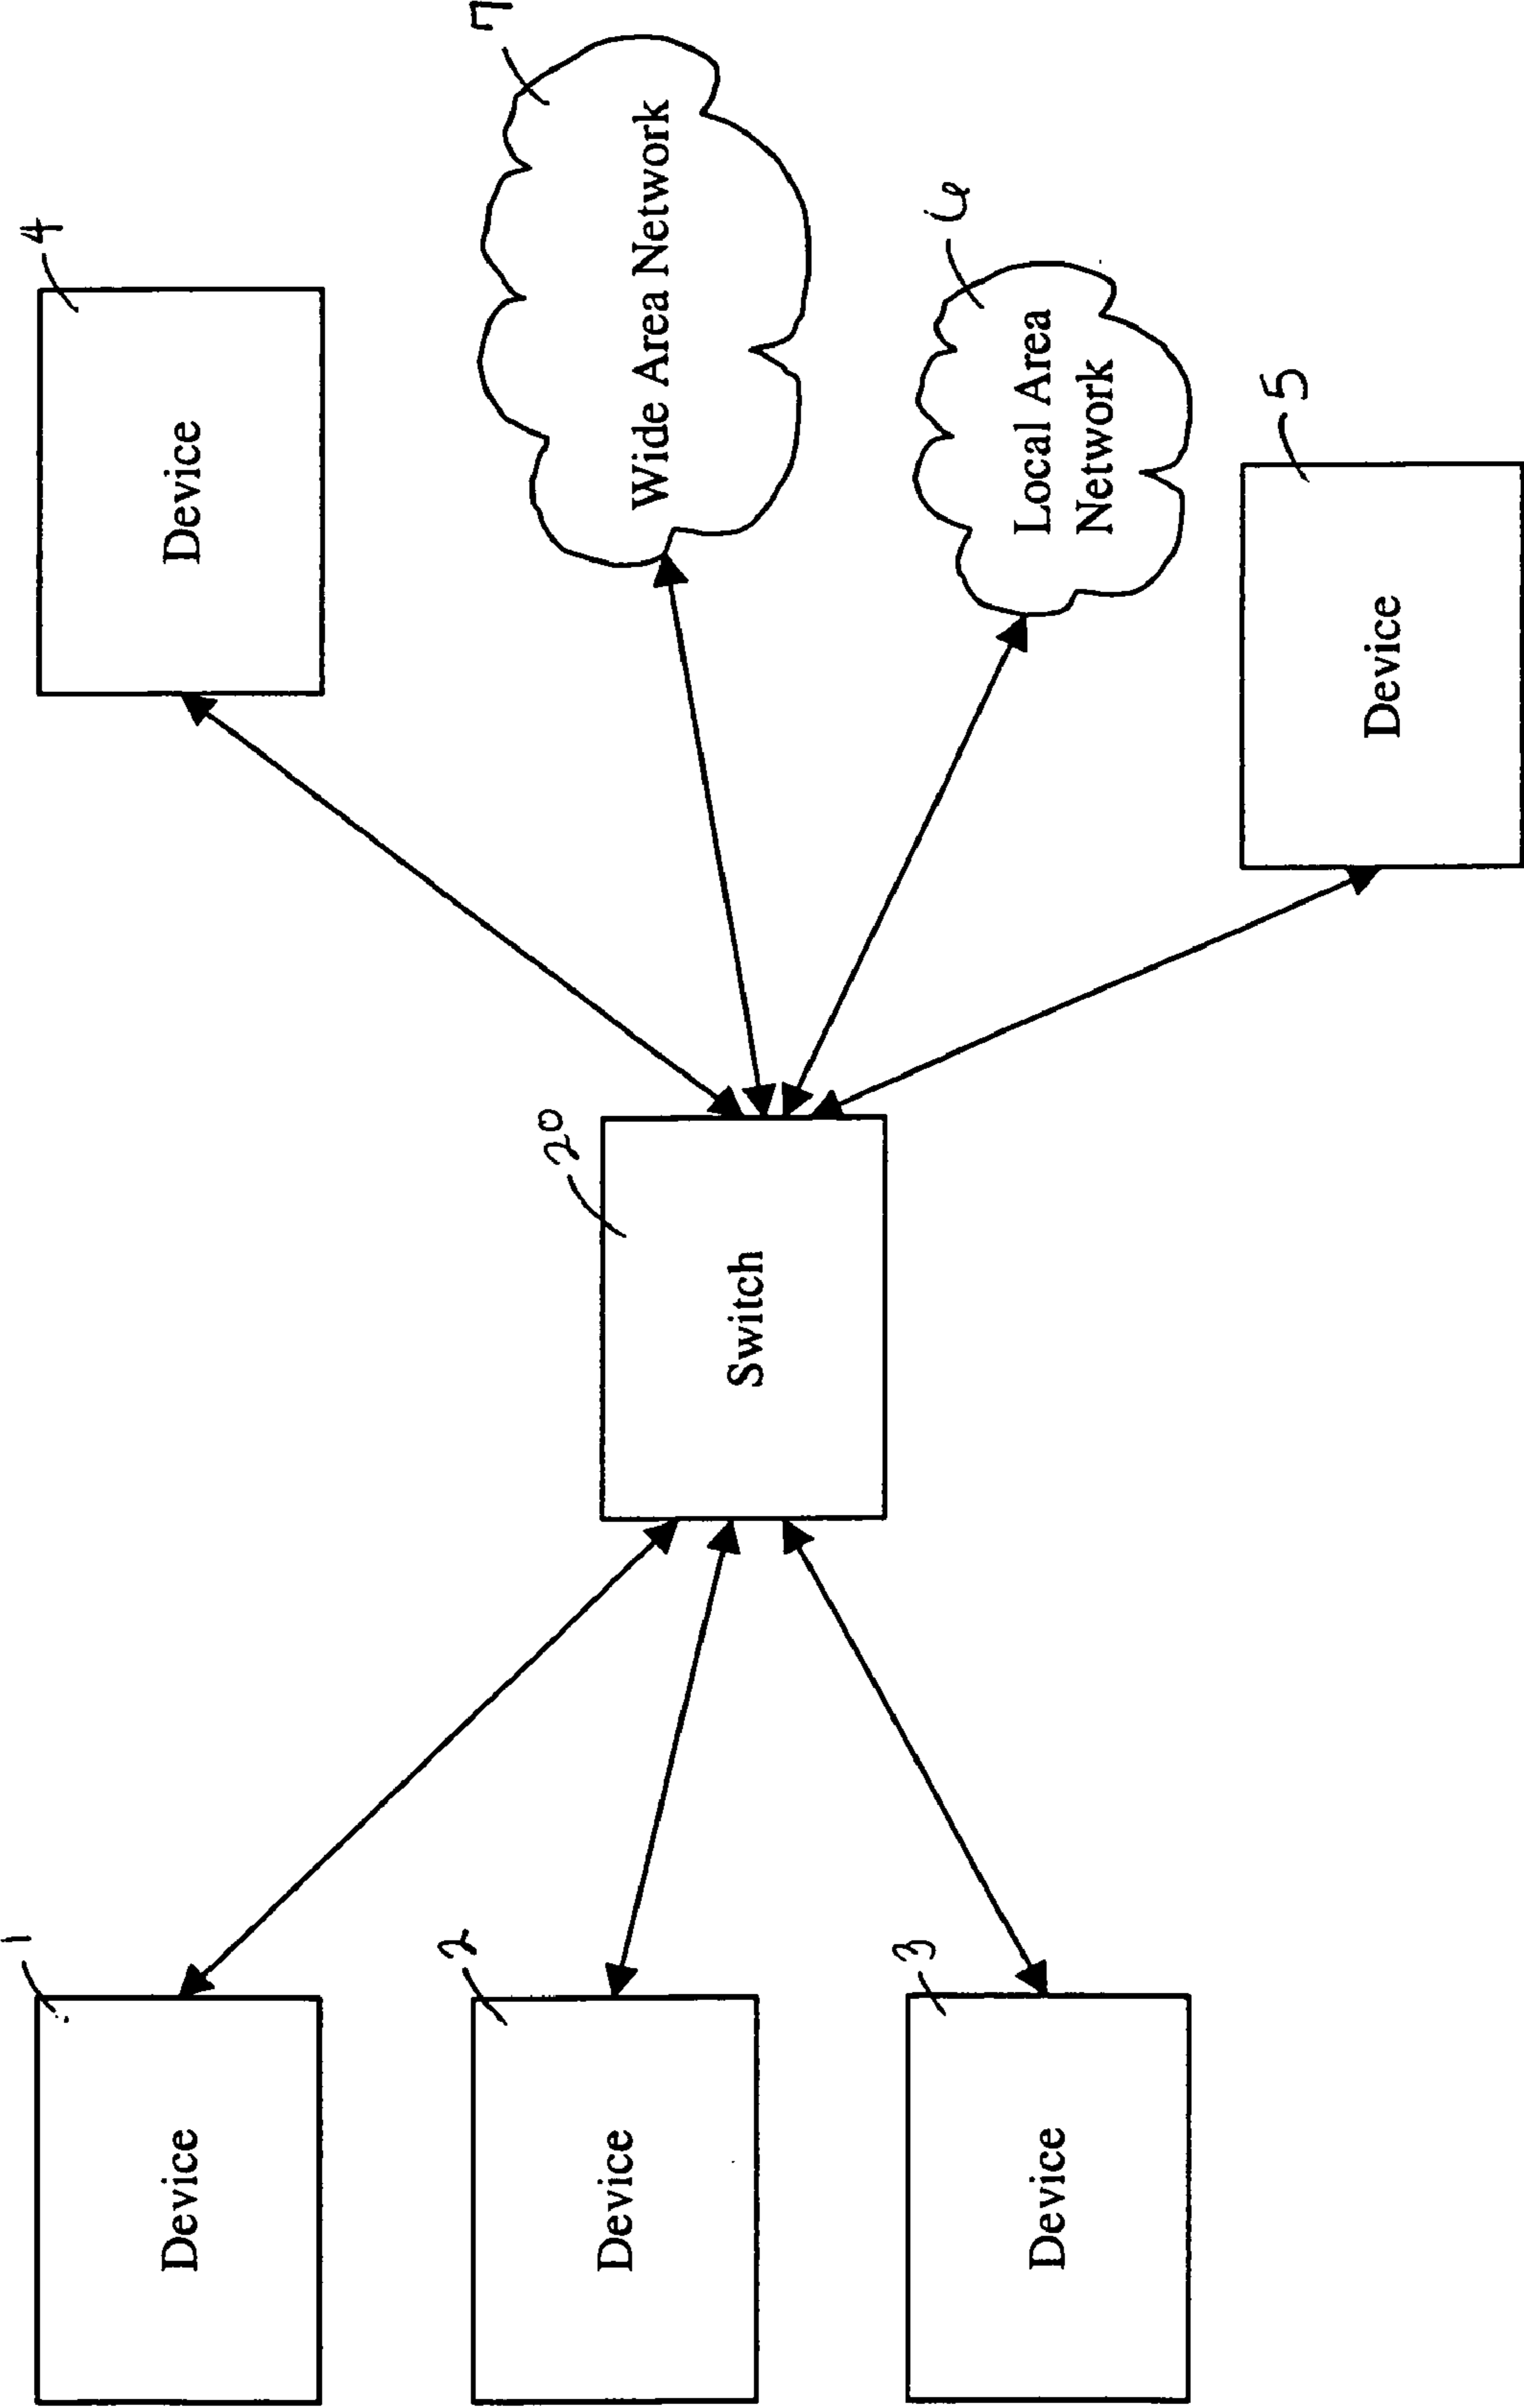 1
Device
2
Device
3
Device
20
Switch
4
Device
7
Wide Area Network
6
Local Area
Network
5
Device